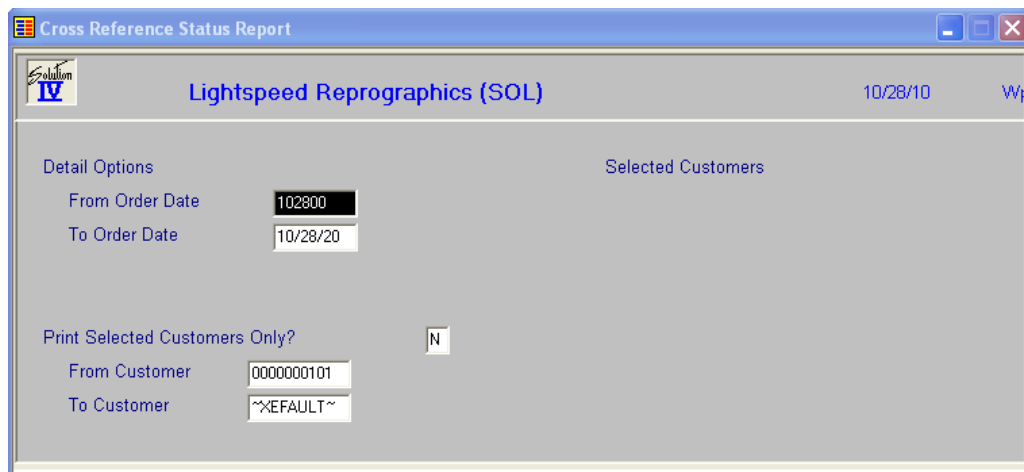 Cross Reference Status Report
Solution
IV
Lightspeed Reprographics (SOL) 10/28/10
Detail Options Selected Customers
From Order Date 102800
To Order Date 10/28/20
Print Selected Customers Only? N
From Customer 0000000101
To Customer ~XEFAULT~